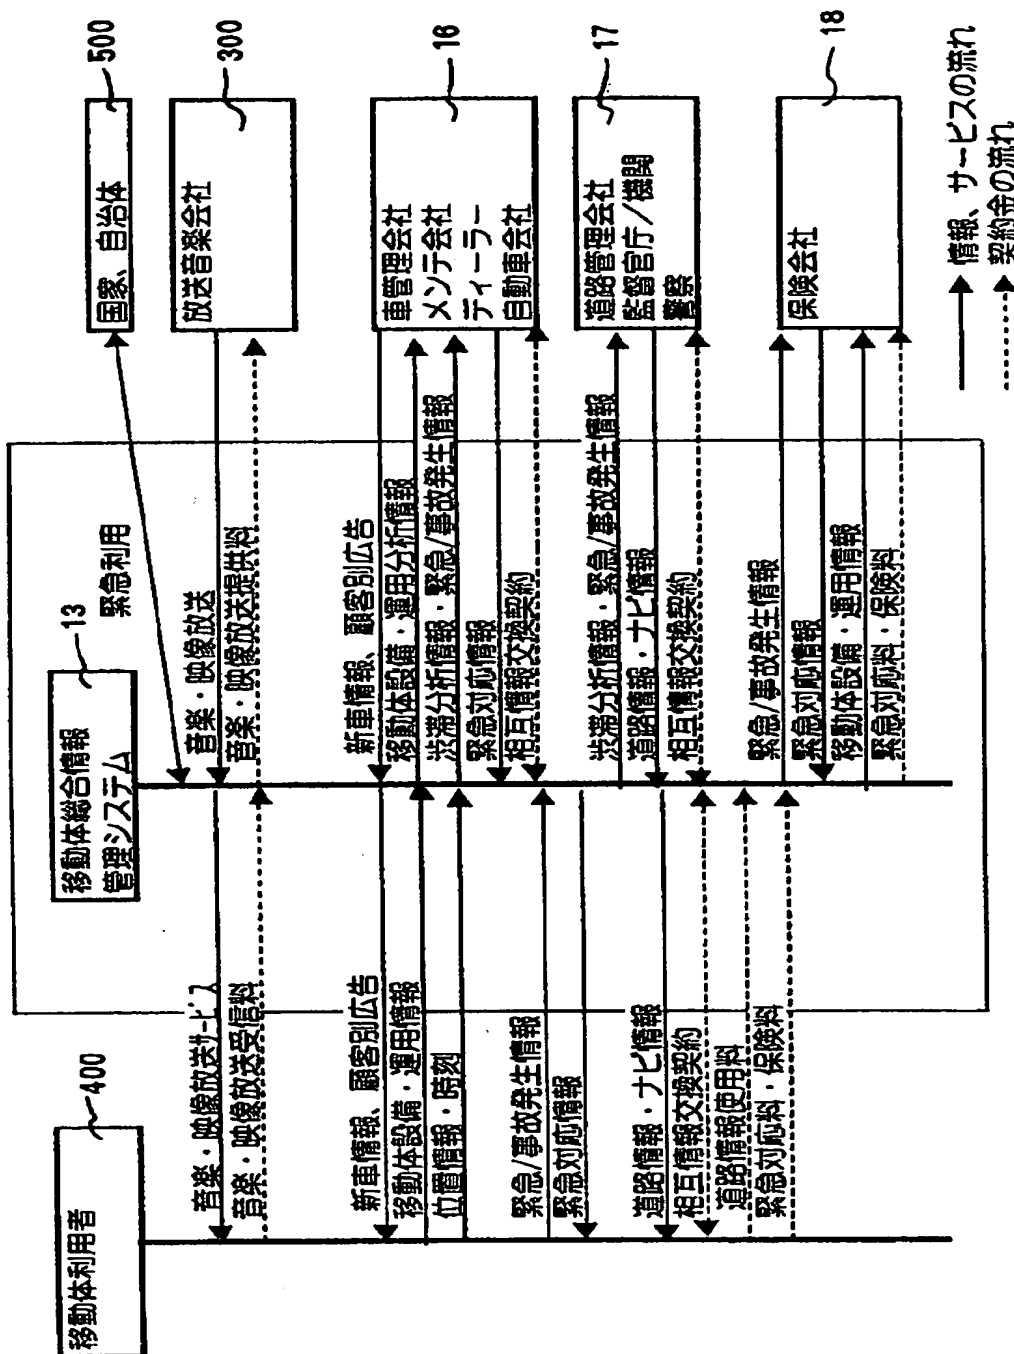 移動体利用者
400
移動体総合情報
管理システム
13
国家、自治体
500
緊急利用
放送音楽会社
300
音楽・映像放送サービス
音楽・映像放送受信料
音楽・映像放送
音楽・映像放送提供料
車管理会社
メンテ会社
ディーラー
自動車会社
16
新車情報、顧客別広告
移動体設備・運用情報
位置情報・時刻
緊急/事故発生情報
緊急対応情報
新車情報、顧客別広告
移動体設備・運用分析情報
渋滞分析情報・緊急/事故発生情報
緊急対応情報
相互情報交換契約
道路管理会社
監督官庁/機関
警察
17
道路情報・ナビ情報
相互情報交換契約
道路情報使用料
緊急対応料・保険料
渋滞分析情報・緊急/事故発生情報
道路情報・ナビ情報
相互情報交換契約
保険会社
18
緊急/事故発生情報
緊急対応情報
移動体設備・運用情報
緊急対応料・保険料
情報、サービスの流れ
契約金の流れ